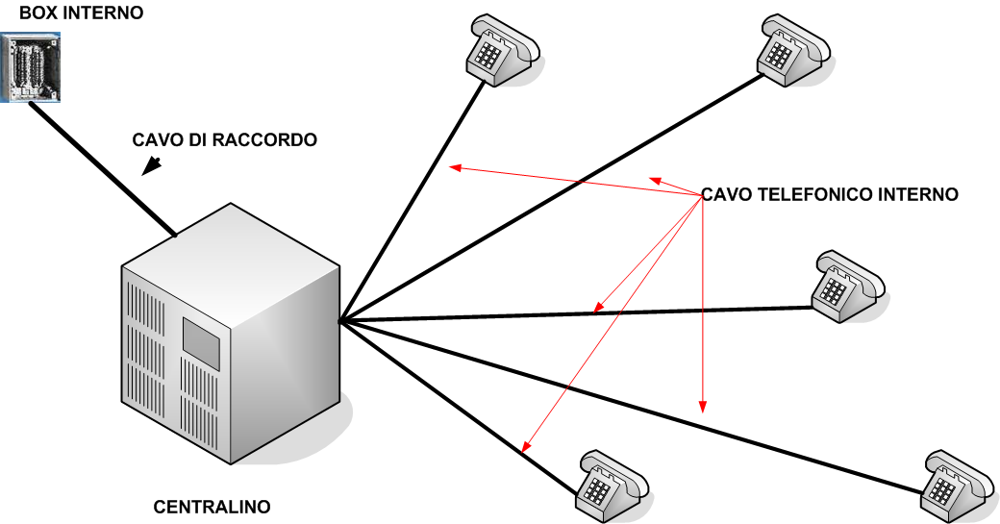 BOX INTERNO
CAVO DI RACCORDO
CAVO TELEFONICO INTERNO
CENTRALINO